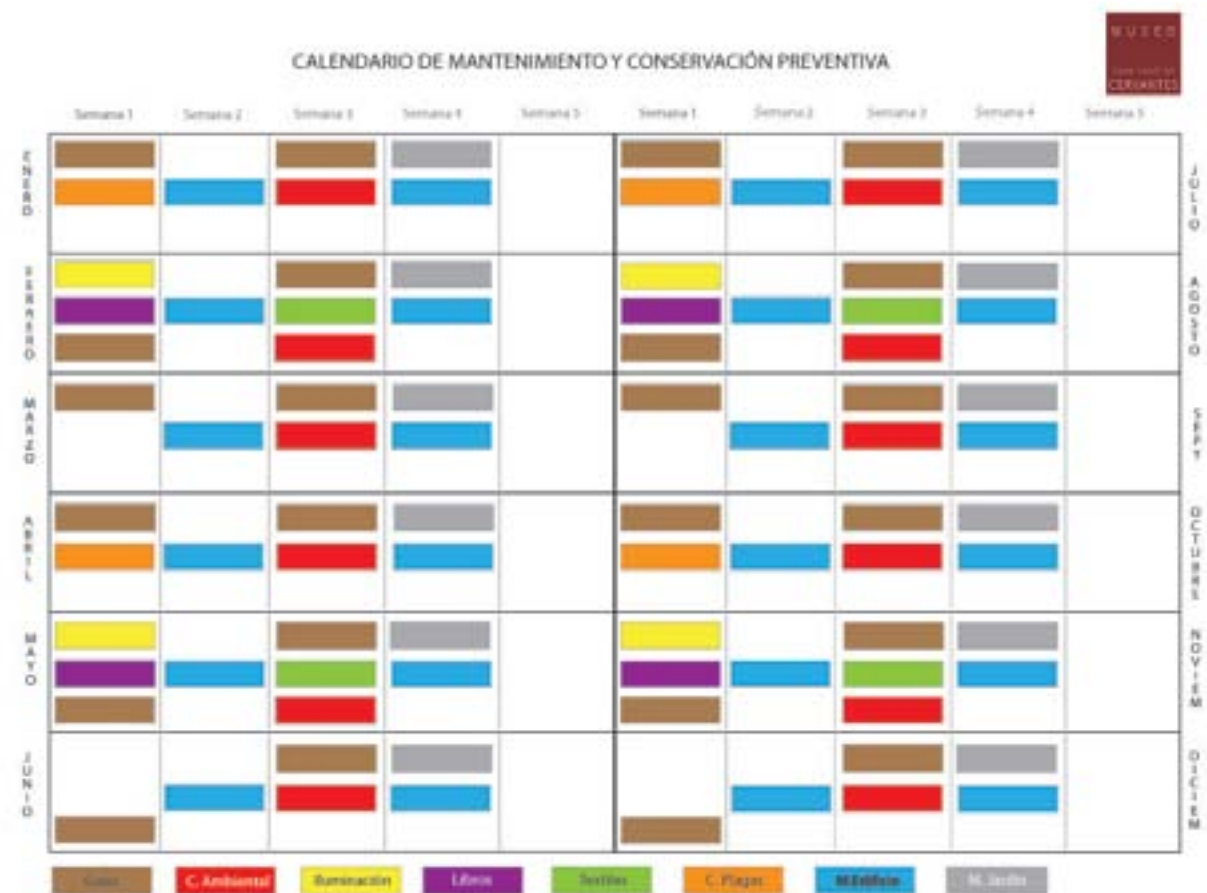 MUSEO
CERVANTES
CALENDARIO DE MANTENIMIENTO Y CONSERVACIÓN PREVENTIVA
Semana 1 Semana 2 Semana 3 Semana 4 Semana 5 Semana 1 Semana 2 Semana 3 Semana 4 Semana 5
ENERO
JULIO
FEBRERO
AGOSTO
MARZO
SEPT
ABRIL
OCTUBRE
MAYO
NOVIEM
JUNIO
DICIEM
C. Ambiental Iluminación Libros Textiles C. Plagas M.Edificio M. Jardín